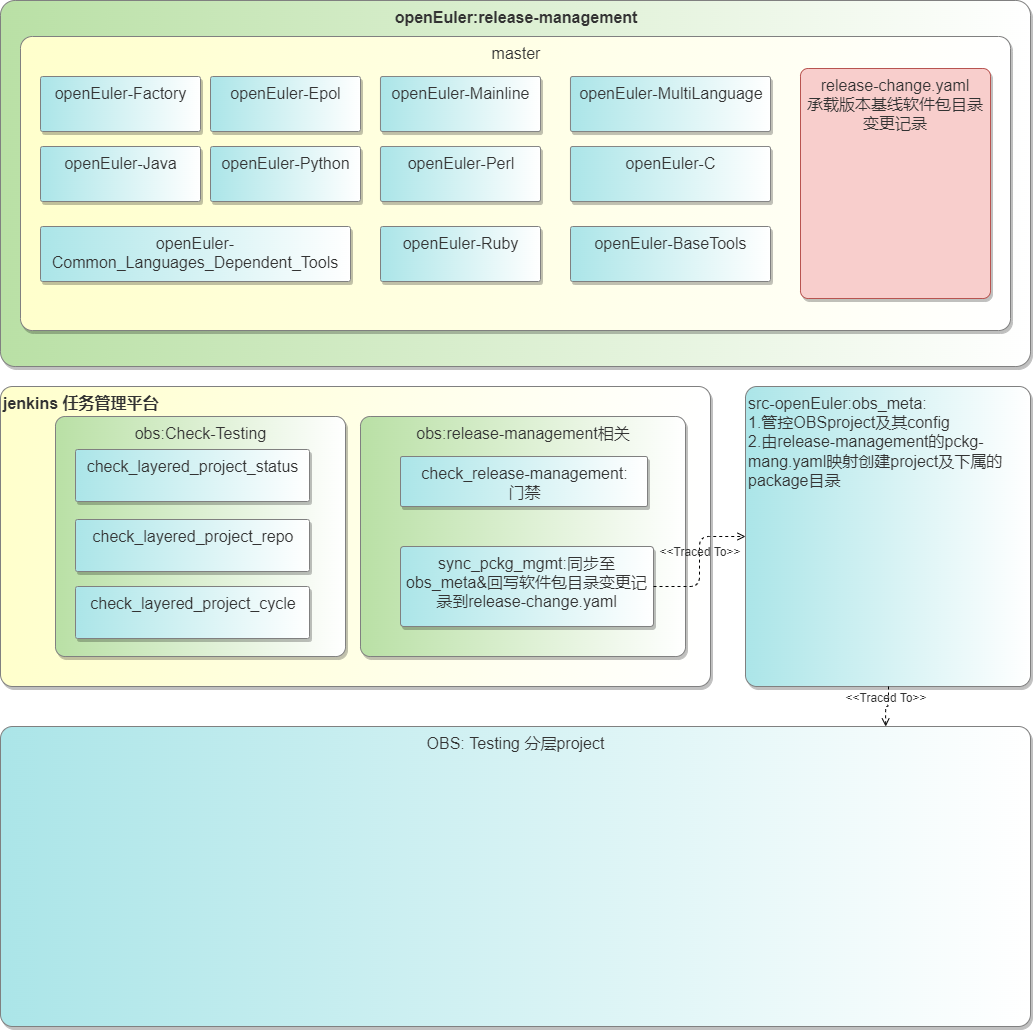 openEuler:release-management
master
openEuler-Factory
openEuler-Epol
openEuler-Mainline
openEuler-MultiLanguage
release-change.yaml
承载版本基线软件包目录
变更记录
openEuler-Java
openEuler-Python
openEuler-Perl
openEuler-C
openEuler-
Common_Languages_Dependent_Tools
openEuler-Ruby
openEuler-BaseTools
jenkins 任务管理平台
obs:Check-Testing
check_layered_project_status
check_layered_project_repo
check_layered_project_cycle
obs:release-management相关
check_release-management:
门禁
sync_pckg_mgmt:同步至
obs_meta&回写软件包目录变更记
录到release-change.yaml
<<Traced To>>
src-openEuler:obs_meta:
1.管控OBSproject及其config
2.由release-management的pckg-
mang.yaml映射创建project及下属的
package目录
<<Traced To>>
OBS: Testing 分层project